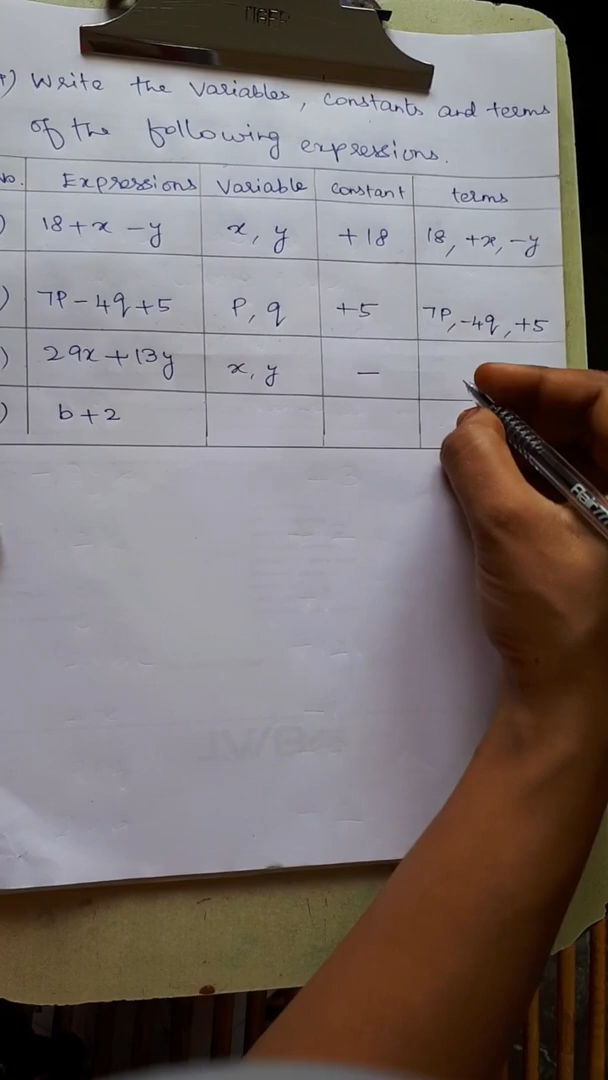 Write the Variables, constants and terms
of the following expressions.
No. Expressions Variable constant terms
) 18+x-y x, y +18 18, +x, -y
) 7P-4q+5 P, q +5 7P, -4q, +5
) 29x+13y x, y —
) b+2